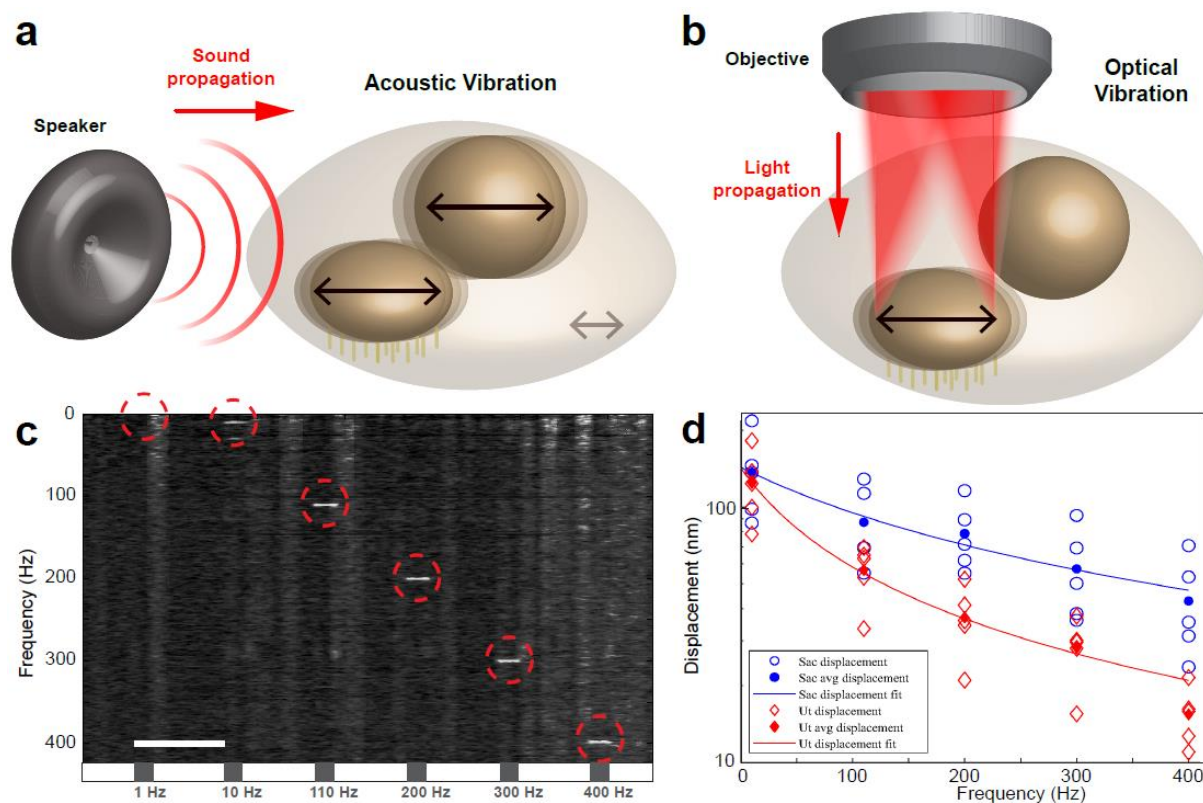 a
Sound
propagation
Acoustic Vibration
Speaker
b
Objective
Optical
Vibration
Light
propagation
c
Frequency (Hz)
0
100
200
300
400
1 Hz
10 Hz
110 Hz
200 Hz
300 Hz
400 Hz
d
Displacement (nm)
100
10
Sac displacement
Sac avg displacement
Sac displacement fit
Ut displacement
Ut avg displacement
Ut displacement fit
0
100
200
300
400
Frequency (Hz)